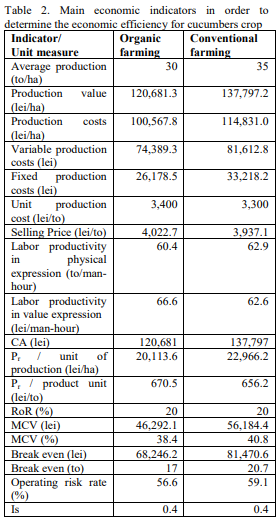 Table 2. Main economic indicators in order to
determine the economic efficiency for cucumbers crop
Indicator/ Organic Conventional
Unit measure farming farming
Average production 30 35
(to/ha)
Production value 120,681.3 137,797.2
(lei/ha)
Production costs 100,567.8 114,831.0
(lei/ha)
Variable production 74,389.3 81,612.8
costs (lei)
Fixed production 26,178.5 33,218.2
costs (lei)
Unit production 3,400 3,300
cost (lei/to)
Selling Price (lei/to) 4,022.7 3,937.1
Labor productivity 60.4 62.9
in physical
expression (to/man-
hour)
Labor productivity 66.6 62.6
in value expression
(lei/man-hour)
CA (lei) 120,681 137,797
Pr / unit of 20,113.6 22,966.2
production (lei/ha)
Pr / product unit 670.5 656.2
(lei/to)
RoR (%) 20 20
MCV (lei) 46,292.1 56,184.4
MCV (%) 38.4 40.8
Break even (lei) 68,246.2 81,470.6
Break even (to) 17 20.7
Operating risk rate 56.6 59.1
(%)
Is 0.4 0.4